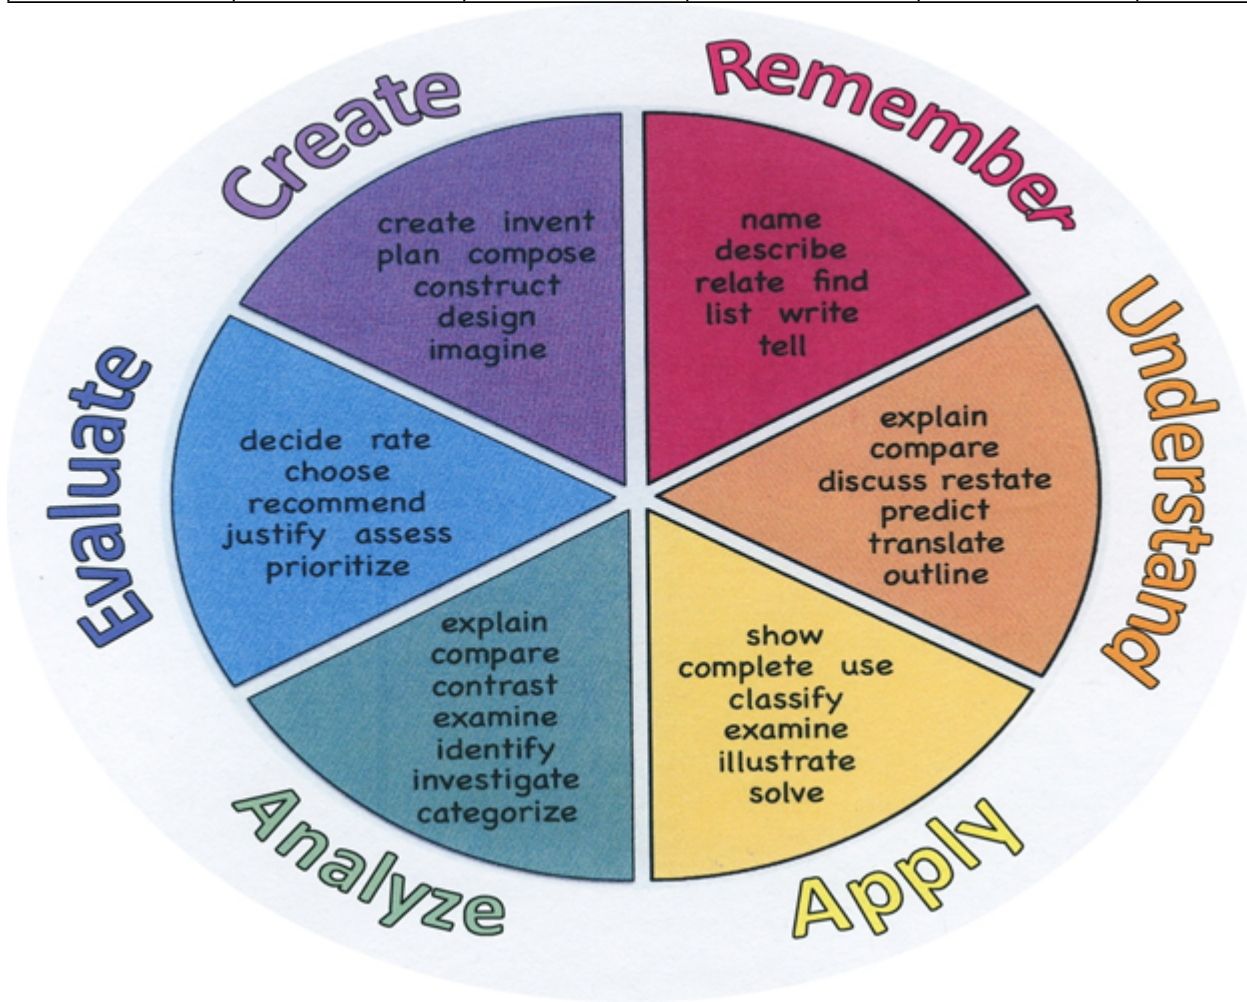 Remember
name
describe
relate find
list write
tell
Understand
explain
compare
discuss restate
predict
translate
outline
Apply
show
complete use
classify
examine
illustrate
solve
Analyze
explain
compare
contrast
examine
identify
investigate
categorize
Evaluate
decide rate
choose
recommend
justify assess
prioritize
Create
create invent
plan compose
construct
design
imagine